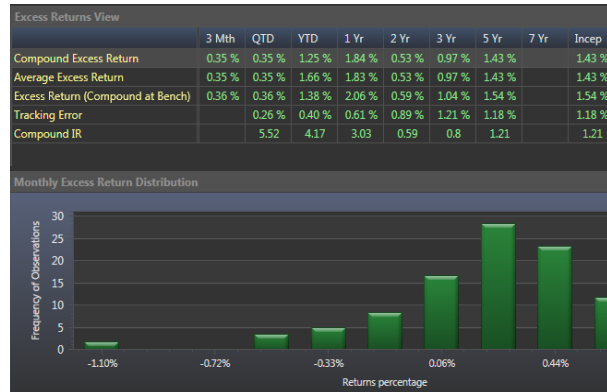 Excess Returns View
3 Mth QTD YTD 1 Yr 2 Yr 3 Yr 5 Yr 7 Yr Incep
Compound Excess Return 0.35 % 0.35 % 1.25 % 1.84 % 0.53 % 0.97 % 1.43 % 1.43 %
Average Excess Return 0.35 % 0.35 % 1.66 % 1.83 % 0.53 % 0.97 % 1.43 % 1.43 %
Excess Return (Compound at Bench) 0.36 % 0.36 % 1.38 % 2.06 % 0.59 % 1.04 % 1.54 % 1.54 %
Tracking Error 0.26 % 0.40 % 0.61 % 0.89 % 1.21 % 1.18 % 1.18 %
Compound IR 5.52 4.17 3.03 0.59 0.8 1.21 1.21
Monthly Excess Return Distribution
Frequency of Observations
30
25
20
15
10
5
0
-1.10% -0.72% -0.33% 0.06% 0.44%
Returns percentage